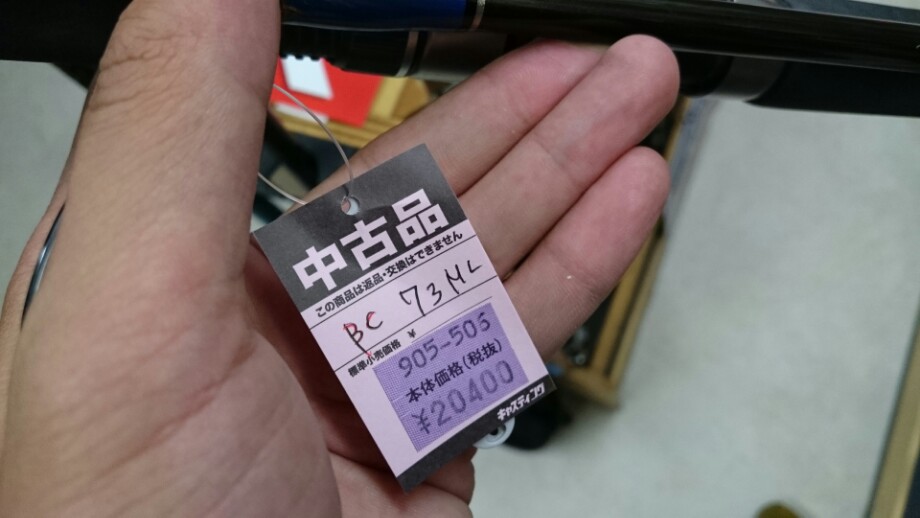 中古品
この商品は返品・交換はできません
BC 73ML
標準小売価格 ¥
905-506
本体価格(税抜)
¥20400
キャスティング